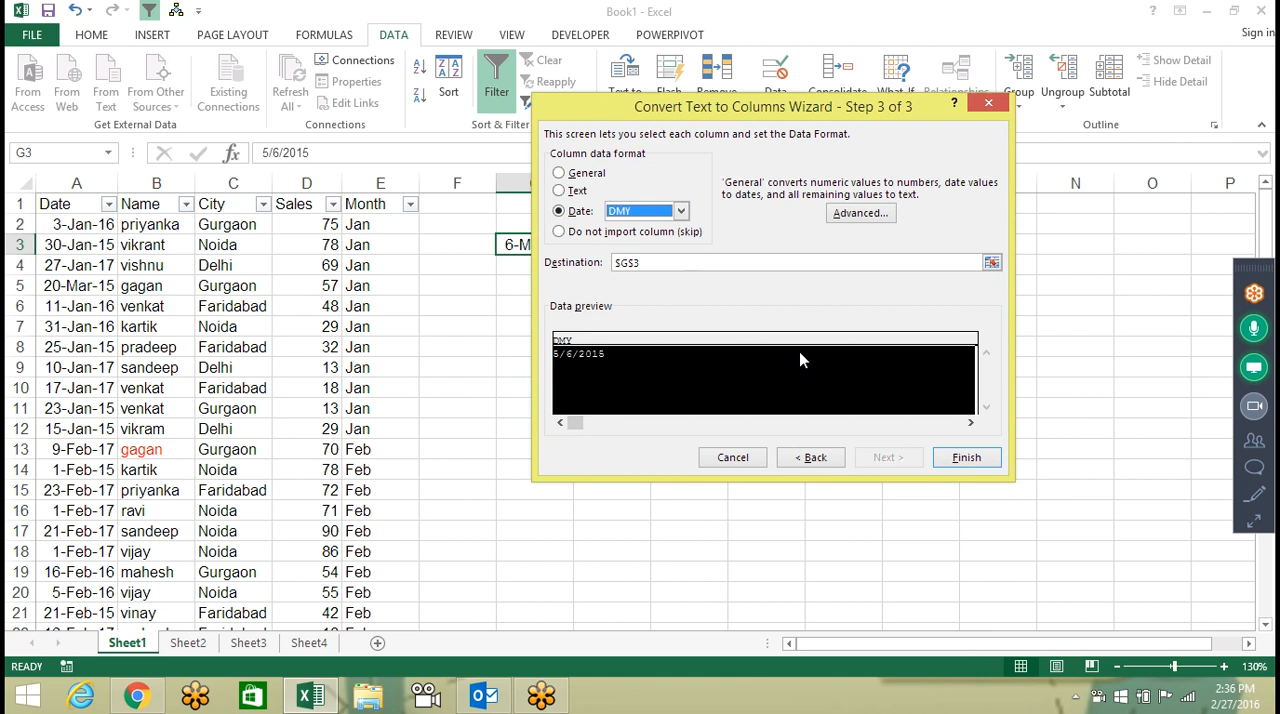 Book1 - Excel
Sign in
FILE HOME INSERT PAGE LAYOUT FORMULAS DATA REVIEW VIEW DEVELOPER POWERPIVOT
From Access
From Web
From Text
From Other Sources
Existing Connections
Refresh All
Connections
Properties
Edit Links
Sort
Filter
Clear
Reapply
Text to
Flash
Data
Consolidate
What-If
Relationships
Group
Ungroup
Subtotal
Show Detail
Hide Detail
Get External Data
Connections
Sort & Filter
Outline
G3
fx
5/6/2015
Convert Text to Columns Wizard - Step 3 of 3
This screen lets you select each column and set the Data Format.
Column data format
General
Text
Date: DMY
Do not import column (skip)
'General' converts numeric values to numbers, date values
to dates, and all remaining values to text.
Advanced...
Destination: $G$3
Data preview
DMY
5/6/2015
Cancel
< Back
Next >
Finish
A B C D E F N O P
1 Date Name City Sales Month
2 3-Jan-16 priyanka Gurgaon 75 Jan
3 30-Jan-15 vikrant Noida 78 Jan 6-M
4 27-Jan-17 vishnu Delhi 69 Jan
5 20-Mar-15 gagan Gurgaon 57 Jan
6 11-Jan-16 venkat Faridabad 48 Jan
7 31-Jan-16 kartik Noida 29 Jan
8 25-Jan-15 pradeep Faridabad 32 Jan
9 10-Jan-17 sandeep Delhi 13 Jan
10 17-Jan-17 venkat Faridabad 18 Jan
11 23-Jan-15 venkat Gurgaon 13 Jan
12 15-Jan-15 vikram Delhi 29 Jan
13 9-Feb-17 gagan Gurgaon 70 Feb
14 1-Feb-15 kartik Noida 78 Feb
15 23-Feb-17 priyanka Faridabad 72 Feb
16 1-Feb-17 ravi Noida 71 Feb
17 21-Feb-17 sandeep Noida 90 Feb
18 1-Feb-17 vijay Noida 86 Feb
19 16-Feb-16 mahesh Gurgaon 54 Feb
20 5-Feb-16 vijay Noida 55 Feb
21 21-Feb-15 vinay Faridabad 42 Feb
Sheet1 Sheet2 Sheet3 Sheet4
READY
130%
2:36 PM
2/27/2016